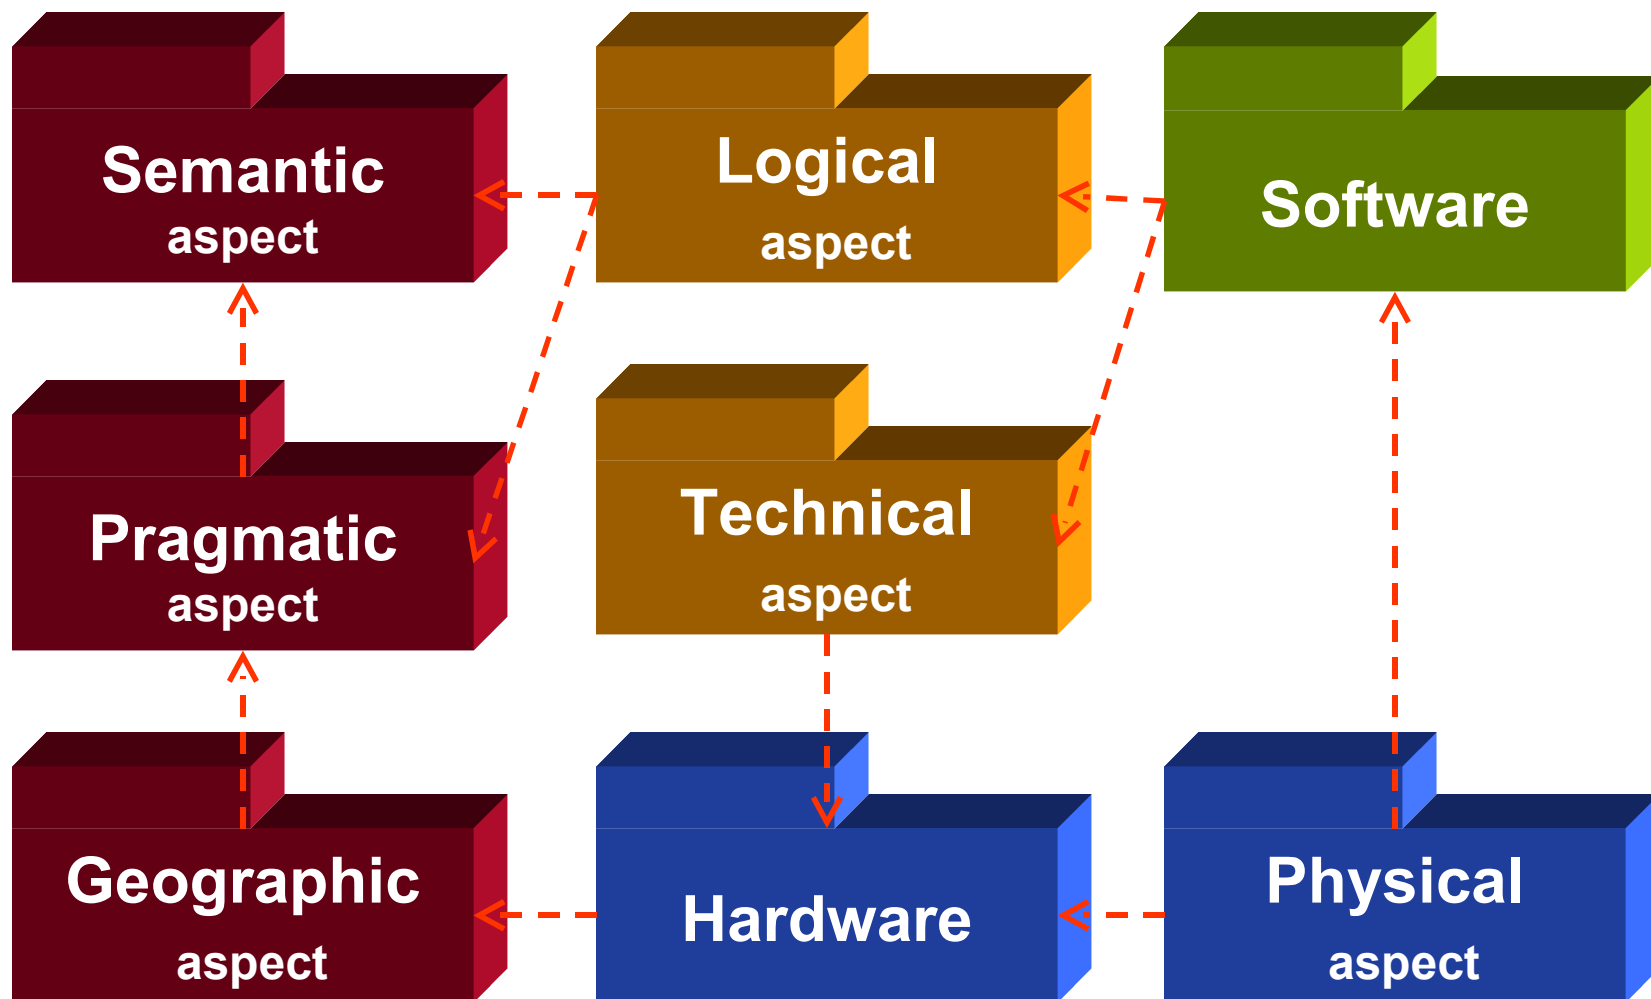 Semantic
aspect
Logical
aspect
Software
Pragmatic
aspect
Technical
aspect
Geographic
aspect
Hardware
Physical
aspect